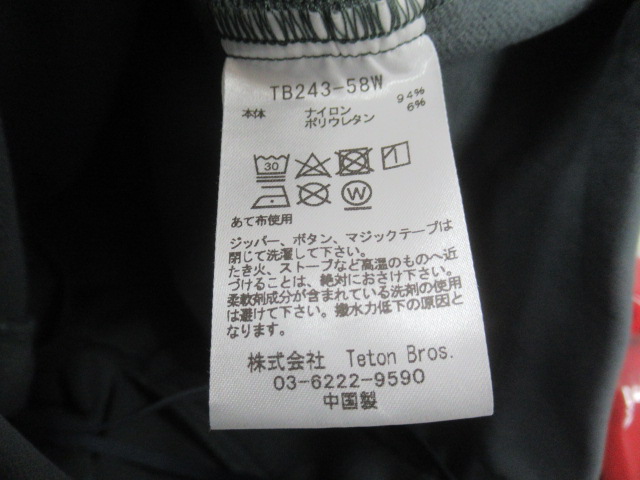 TB243-58W
本体 ナイロン 94%
ポリウレタン 6%
30
W
あて布使用
ジッパー、ボタン、マジックテープは
閉じて洗濯して下さい。
たき火、ストーブなど高温のものへ近
づけることは、絶対におさけ下さい。
柔軟剤成分が含まれている洗剤の使用
は避けて下さい。撥水力低下の原因と
なります。
株式会社 Teton Bros.
03-6222-9590
中国製